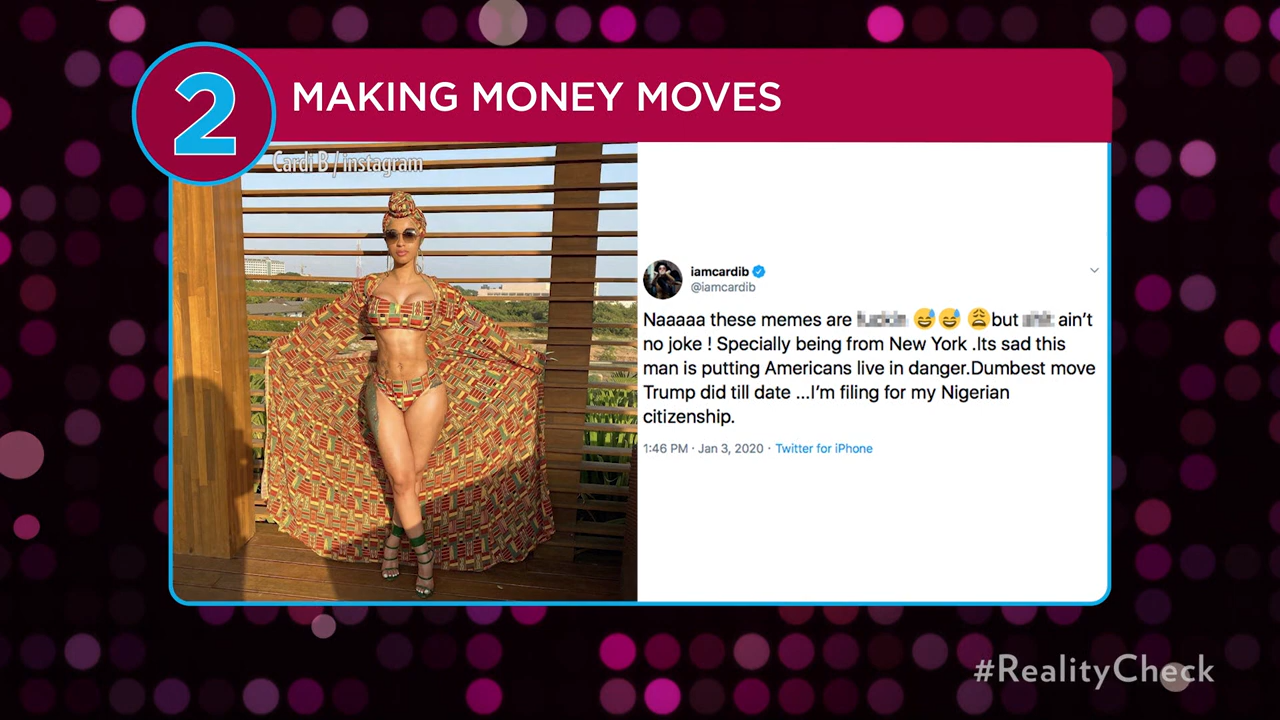 2
MAKING MONEY MOVES
Cardi B / instagram
iamcardib
@iamcardib
Naaaaa these memes are 😅😅 😩but ain't
no joke ! Specially being from New York .Its sad this
man is putting Americans live in danger.Dumbest move
Trump did till date ...I'm filing for my Nigerian
citizenship.
1:46 PM · Jan 3, 2020 · Twitter for iPhone
#RealityCheck